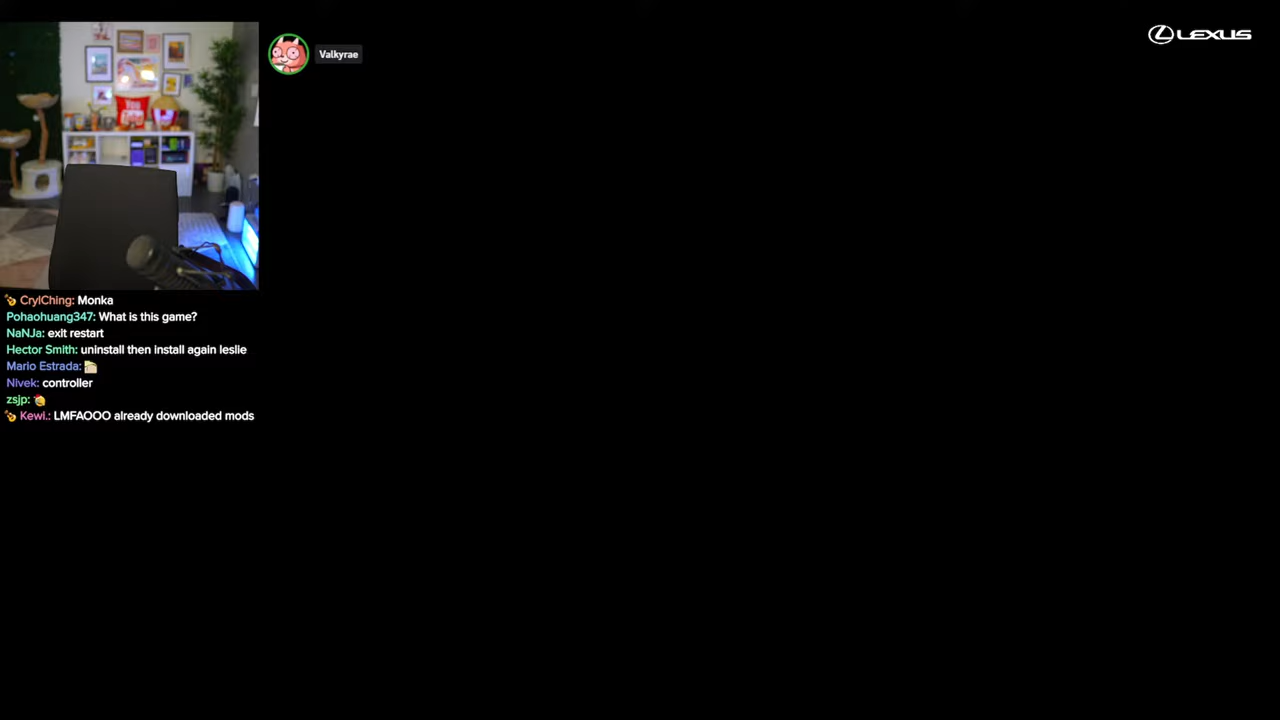 Valkyrae
LEXUS
You
CrylChing: Monka
Pohaohuang347: What is this game?
NaNJa: exit restart
Hector Smith: uninstall then install again leslie
Mario Estrada:
Nivek: controller
zsjp:
Kewi.: LMFAOOO already downloaded mods